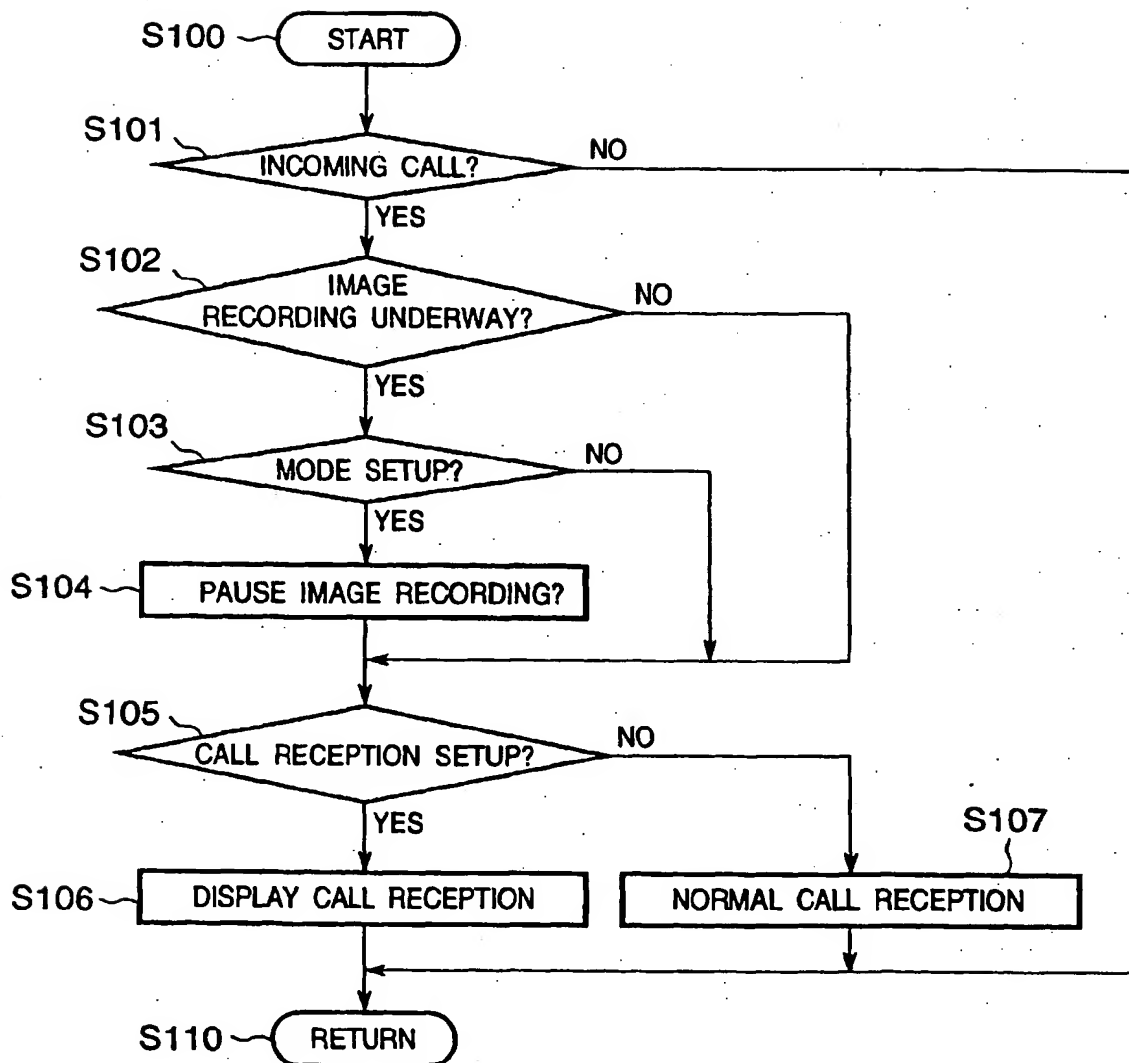 S100
START
S101
INCOMING CALL?
NO
YES
S102
IMAGE
RECORDING UNDERWAY?
NO
YES
S103
MODE SETUP?
NO
YES
S104
PAUSE IMAGE RECORDING?
S105
CALL RECEPTION SETUP?
NO
YES
S107
S106
DISPLAY CALL RECEPTION
NORMAL CALL RECEPTION
S110
RETURN